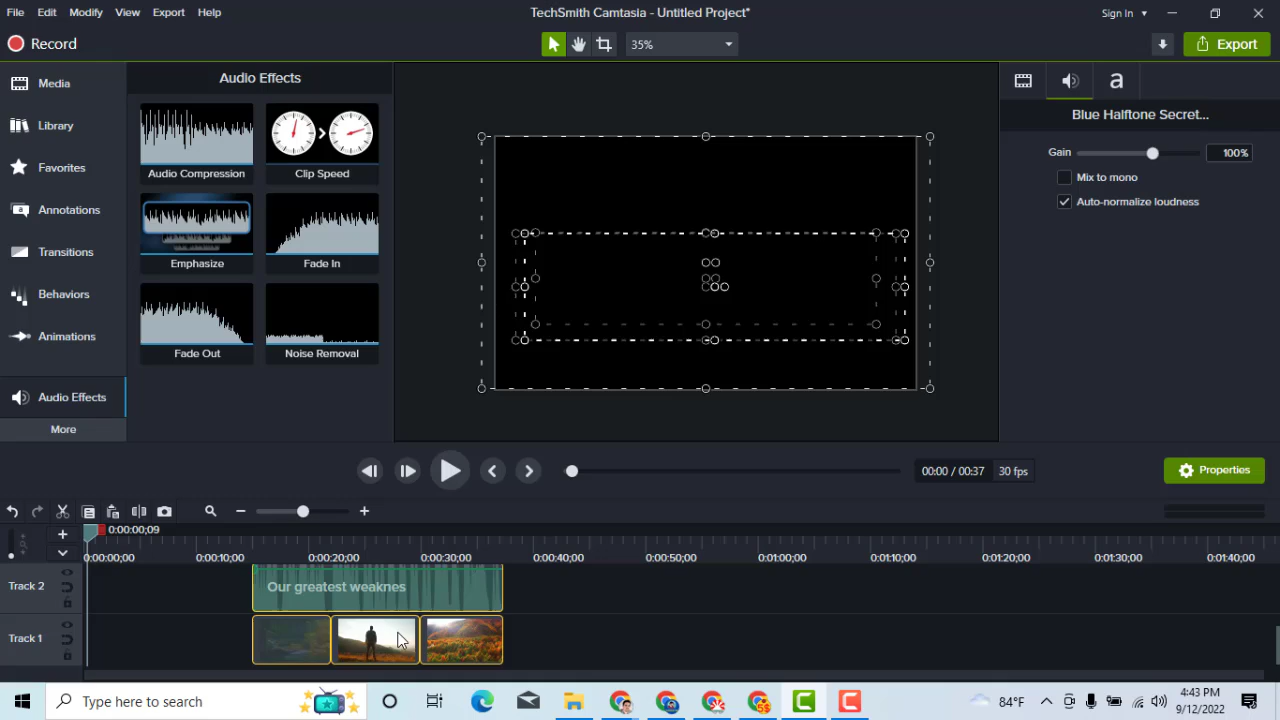 File Edit Modify View Export Help
TechSmith Camtasia - Untitled Project*
Sign In
Record
35%
Export
Media
Library
Favorites
Annotations
Transitions
Behaviors
Animations
Audio Effects
More
Audio Effects
Audio Compression
Clip Speed
Emphasize
Fade In
Fade Out
Noise Removal
a
Blue Halftone Secret...
Gain 100%
Mix to mono
Auto-normalize loudness
00:00 / 00:37 30 fps
Properties
0:00:00;09
0:00:00;00 0:00:10;00 0:00:20;00 0:00:30;00 0:00:40;00 0:00:50;00 0:01:00;00 0:01:10;00 0:01:20;00 0:01:30;00 0:01:40;00
Track 2
Our greatest weaknes
Track 1
Type here to search
84°F
4:43 PM
9/12/2022